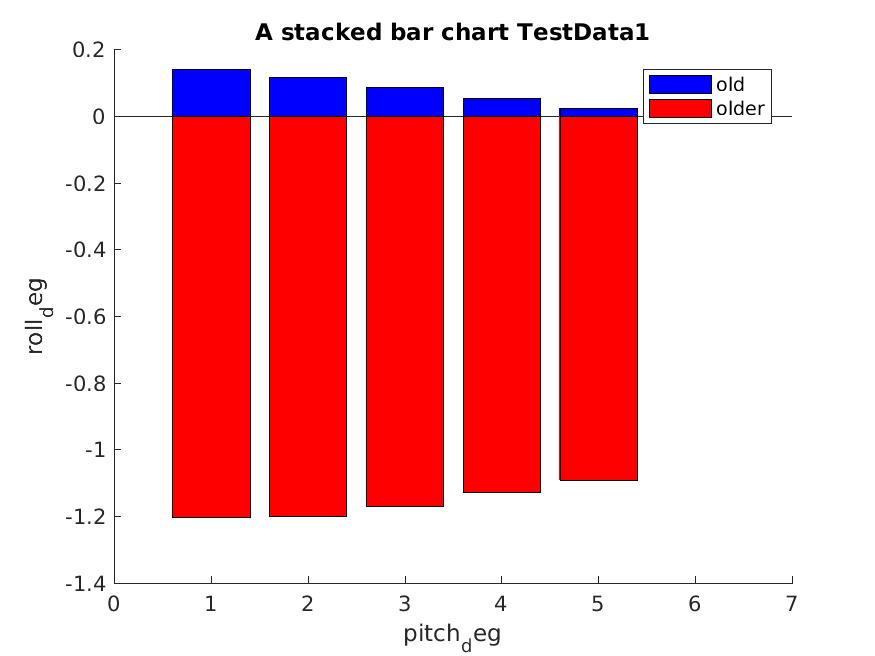 A stacked bar chart TestData1
0.2
0
-0.2
-0.4
-0.6
-0.8
-1
-1.2
-1.4
roll_deg
old
older
0 1 2 3 4 5 6 7
pitch_deg